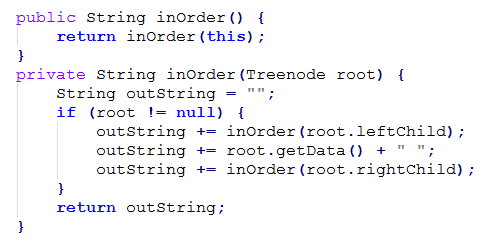 public String inOrder() {
    return inOrder(this);
}
private String inOrder(Treenode root) {
    String outString = "";
    if (root != null) {
        outString += inOrder(root.leftChild);
        outString += root.getData() + " ";
        outString += inOrder(root.rightChild);
    }
    return outString;
}